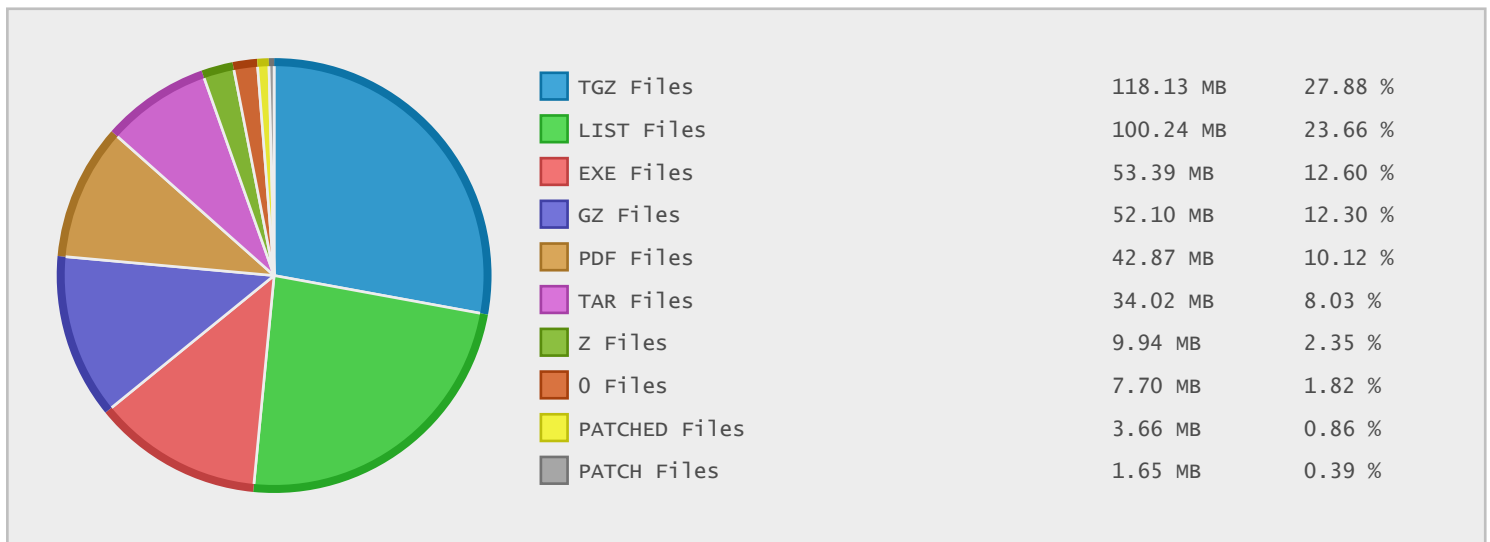 TGZ Files 118.13 MB 27.88 %
LIST Files 100.24 MB 23.66 %
EXE Files 53.39 MB 12.60 %
GZ Files 52.10 MB 12.30 %
PDF Files 42.87 MB 10.12 %
TAR Files 34.02 MB 8.03 %
Z Files 9.94 MB 2.35 %
0 Files 7.70 MB 1.82 %
PATCHED Files 3.66 MB 0.86 %
PATCH Files 1.65 MB 0.39 %